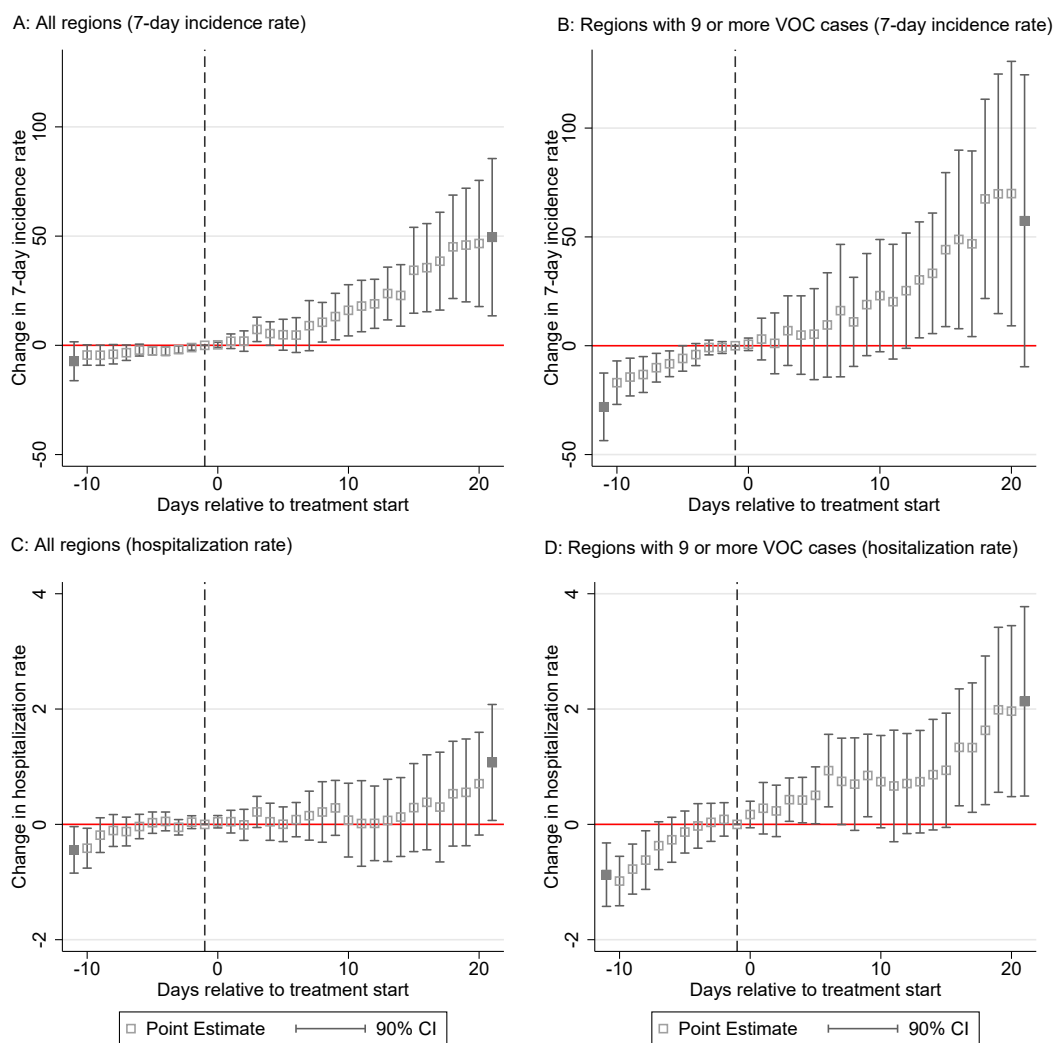 A: All regions (7-day incidence rate)
Change in 7-day incidence rate
100
50
0
-50
-10
0
10
20
Days relative to treatment start
B: Regions with 9 or more VOC cases (7-day incidence rate)
Change in 7-day incidence rate
100
50
0
-50
-10
0
10
20
Days relative to treatment start
C: All regions (hospitalization rate)
Change in hospitalization rate
4
2
0
-2
-10
0
10
20
Days relative to treatment start
Point Estimate
90% CI
D: Regions with 9 or more VOC cases (hositalization rate)
Change in hospitalization rate
4
2
0
-2
-10
0
10
20
Days relative to treatment start
Point Estimate
90% CI